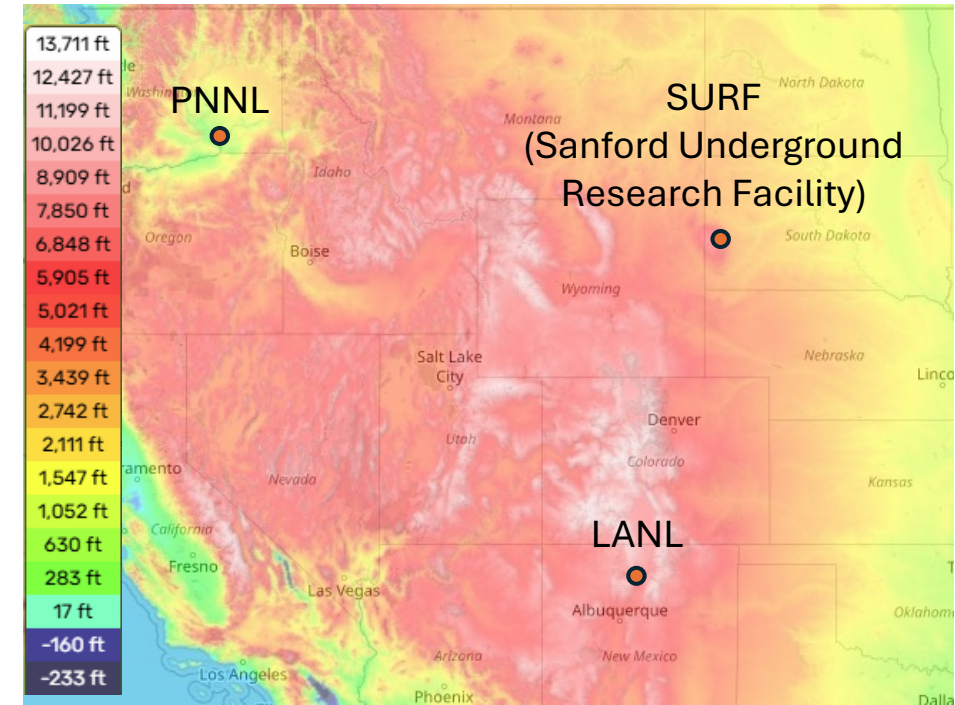 13,711 ft
12,427 ft
11,199 ft
10,026 ft
8,909 ft
7,850 ft
6,848 ft
5,905 ft
5,021 ft
4,199 ft
3,439 ft
2,742 ft
2,111 ft
1,547 ft
1,052 ft
630 ft
283 ft
17 ft
-160 ft
-233 ft
PNNL
SURF
(Sanford Underground
Research Facility)
North Dakota
Montana
Idaho
Oregon
Boise
South Dakota
Wyoming
Salt Lake
City
Nebraska
Linco
Denver
Utah
Colorado
ramento
Nevada
Kansas
California
LANL
Fresno
Las Vegas
Albuquerque
Oklahom
Arizona
New Mexico
Los Angeles
Phoenix
Dalla